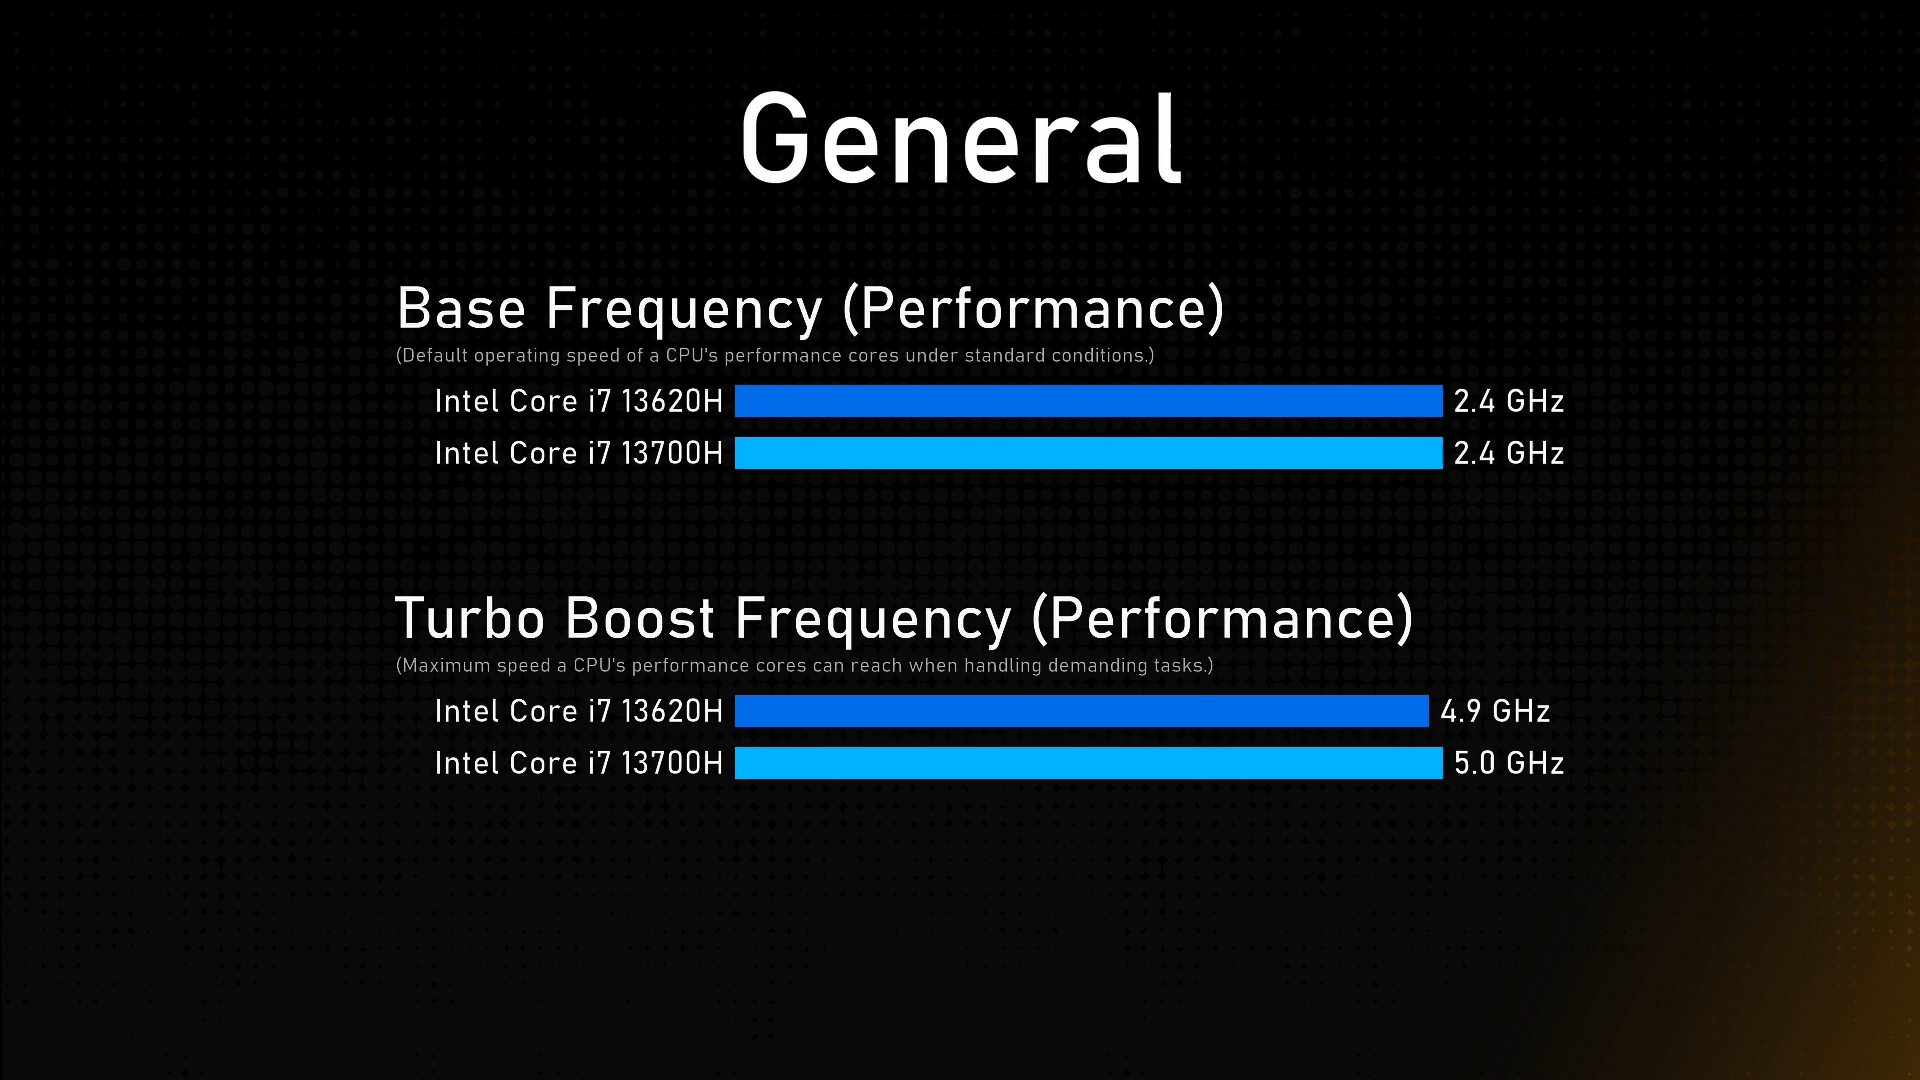 General
Base Frequency (Performance)
(Default operating speed of a CPU's performance cores under standard conditions.)
Intel Core i7 13620H 2.4 GHz
Intel Core i7 13700H 2.4 GHz
Turbo Boost Frequency (Performance)
(Maximum speed a CPU's performance cores can reach when handling demanding tasks.)
Intel Core i7 13620H 4.9 GHz
Intel Core i7 13700H 5.0 GHz